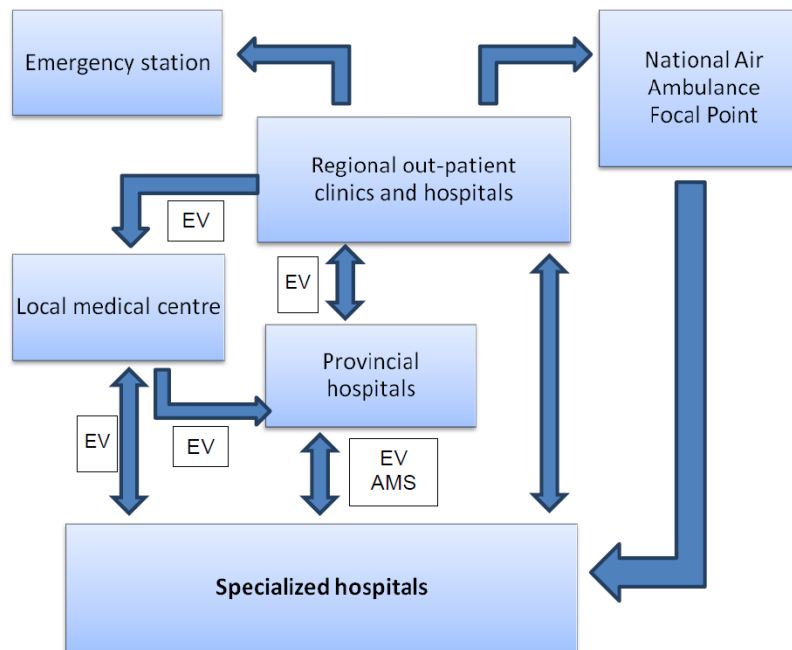 Emergency station
National Air
Ambulance
Focal Point
Regional out-patient
clinics and hospitals
EV
Local medical centre
EV
Provincial
hospitals
EV
EV
EV
AMS
Specialized hospitals